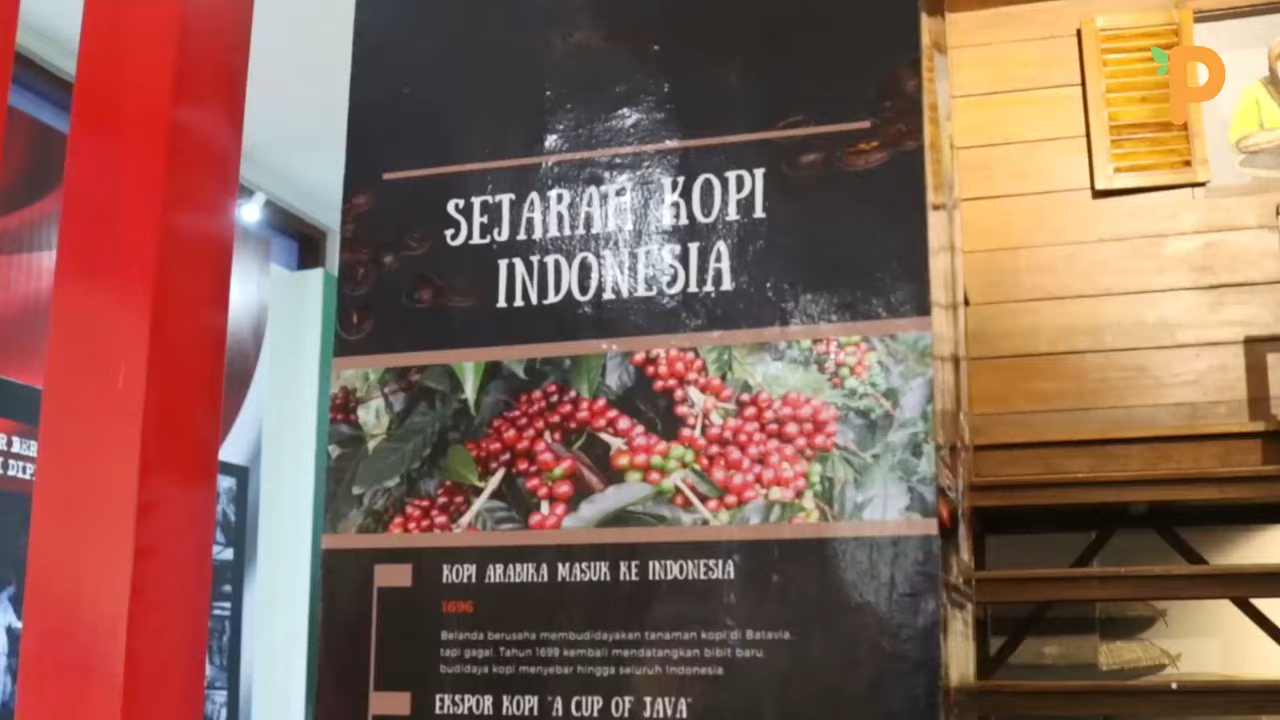 SEJARAH KOPI
INDONESIA
KOPI ARABIKA MASUK KE INDONESIA
1696
Belanda berusaha membudidayakan tanaman kopi di Batavia,
tapi gagal. Tahun 1699 kembali mendatangkan bibit baru,
budidaya kopi menyebar hingga seluruh Indonesia
EKSPOR KOPI "A CUP OF JAVA"
P